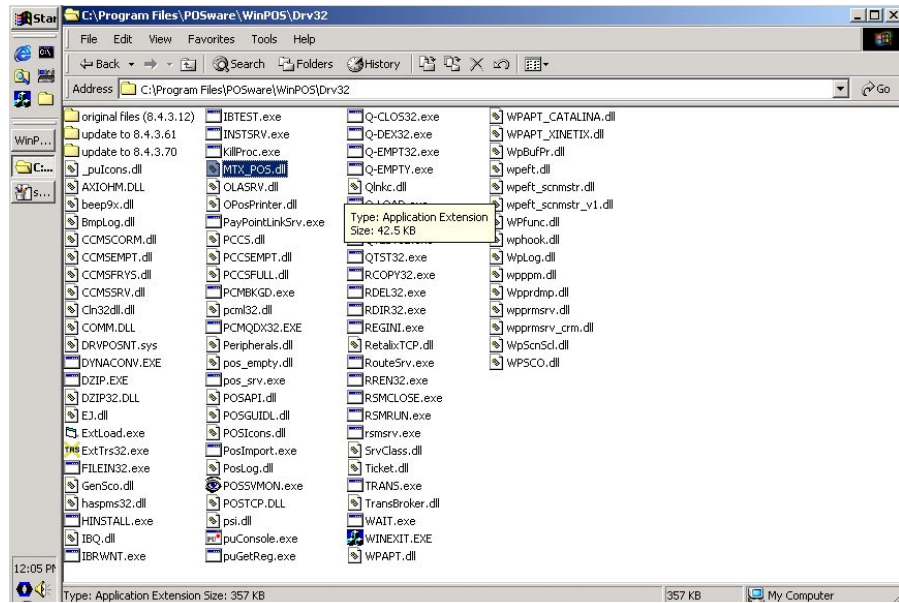 Start
C:\Program Files\POSware\WinPOS\Drv32
File Edit View Favorites Tools Help
Back Search Folders History
Address C:\Program Files\POSware\WinPOS\Drv32 Go
WinP...
C:...
s...
original files (8.4.3.12)
update to 8.4.3.61
update to 8.4.3.70
_puIcons.dll
AXIOHM.DLL
beep9x.dll
BmpLog.dll
CCMSCORM.dll
CCMSEMPT.dll
CCMSFRYS.dll
CCMSSRV.dll
Cln32dll.dll
COMM.DLL
DRVPOSNT.sys
DYNACONV.EXE
DZIP.EXE
DZIP32.DLL
EJ.dll
ExtLoad.exe
ExtTrs32.exe
FILEIN32.exe
GenSco.dll
haspms32.dll
HINSTALL.exe
IBQ.dll
IBRWNT.exe
IBTEST.exe
INSTSRV.exe
KillProc.exe
MTX_POS.dll
OLASRV.dll
OPosPrinter.dll
PayPointLinkSrv.exe
PCCS.dll
PCCSEMPT.dll
PCCSFULL.dll
PCMBKGD.exe
pcml32.dll
PCMQDX32.EXE
Peripherals.dll
pos_empty.dll
pos_srv.exe
POSAPI.dll
POSGUIDL.dll
POSIcons.dll
PosImport.exe
PosLog.dll
POSSVMON.exe
POSTCP.DLL
psi.dll
puConsole.exe
puGetReg.exe
Q-CLOS32.exe
Q-DEX32.exe
Q-EMPT32.exe
Q-EMPTY.exe
Qlnkc.dll
Type: Application Extension
Size: 42.5 KB
QTST32.exe
RCOPY32.exe
RDEL32.exe
RDIR32.exe
REGINI.exe
RetalixTCP.dll
RouteSrv.exe
RREN32.exe
RSMCLOSE.exe
RSMRUN.exe
rsmsrv.exe
SrvClass.dll
Ticket.dll
TRANS.exe
TransBroker.dll
WAIT.exe
WINEXIT.EXE
WPAPT.dll
WPAPT_CATALINA.dll
WPAPT_XINETIX.dll
WpBufPr.dll
wpeft.dll
wpeft_scnmstr.dll
wpeft_scnmstr_v1.dll
WPfunc.dll
wphook.dll
WpLog.dll
wpppm.dll
Wpprdmp.dll
wpprmsrv.dll
wpprmsrv_crm.dll
WpScnScl.dll
WPSCO.dll
12:05 PM
Type: Application Extension Size: 357 KB 357 KB My Computer